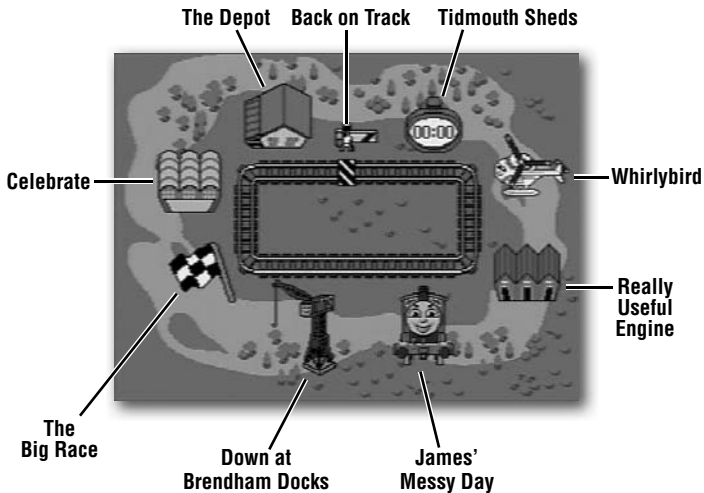 The Depot
Back on Track
Tidmouth Sheds
00:00
Celebrate
Whirlybird
Really
Useful
Engine
The
Big Race
Down at
Brendham Docks
James’
Messy Day